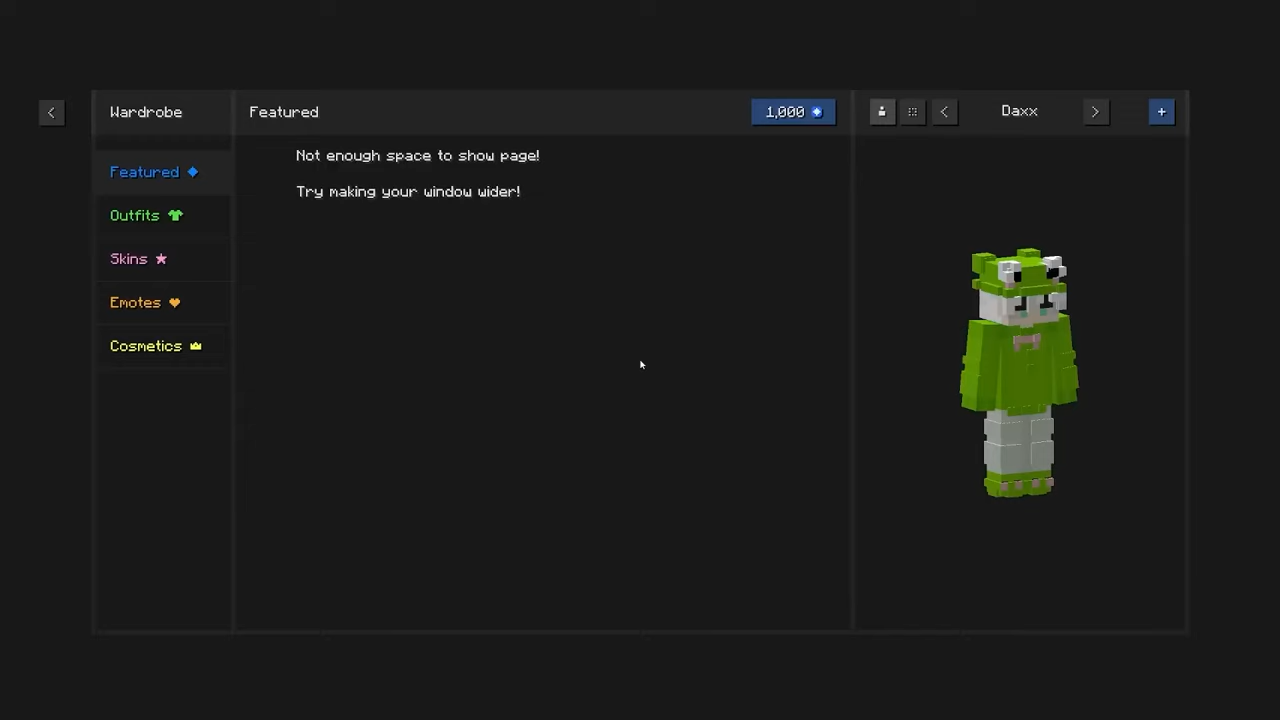 Wardrobe
Featured
1,000
Daxx
+
Featured
Outfits
Skins
Emotes
Cosmetics
Not enough space to show page!
Try making your window wider!